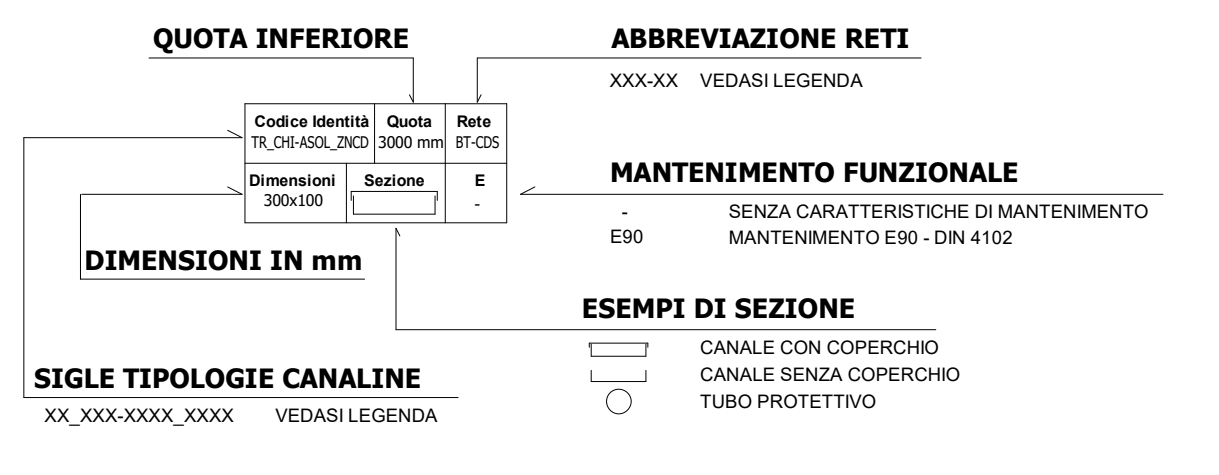 QUOTA INFERIORE
ABBREVIAZIONE RETI
XXX-XX VEDASI LEGENDA
Codice Identità Quota Rete
TR_CHI-ASOL_ZNCD 3000 mm BT-CDS
Dimensioni Sezione E
300x100 -
MANTENIMENTO FUNZIONALE
- SENZA CARATTERISTICHE DI MANTENIMENTO
E90 MANTENIMENTO E90 - DIN 4102
DIMENSIONI IN mm
ESEMPI DI SEZIONE
CANALE CON COPERCHIO
CANALE SENZA COPERCHIO
TUBO PROTETTIVO
SIGLE TIPOLOGIE CANALINE
XX_XXX-XXXX_XXXX VEDASI LEGENDA